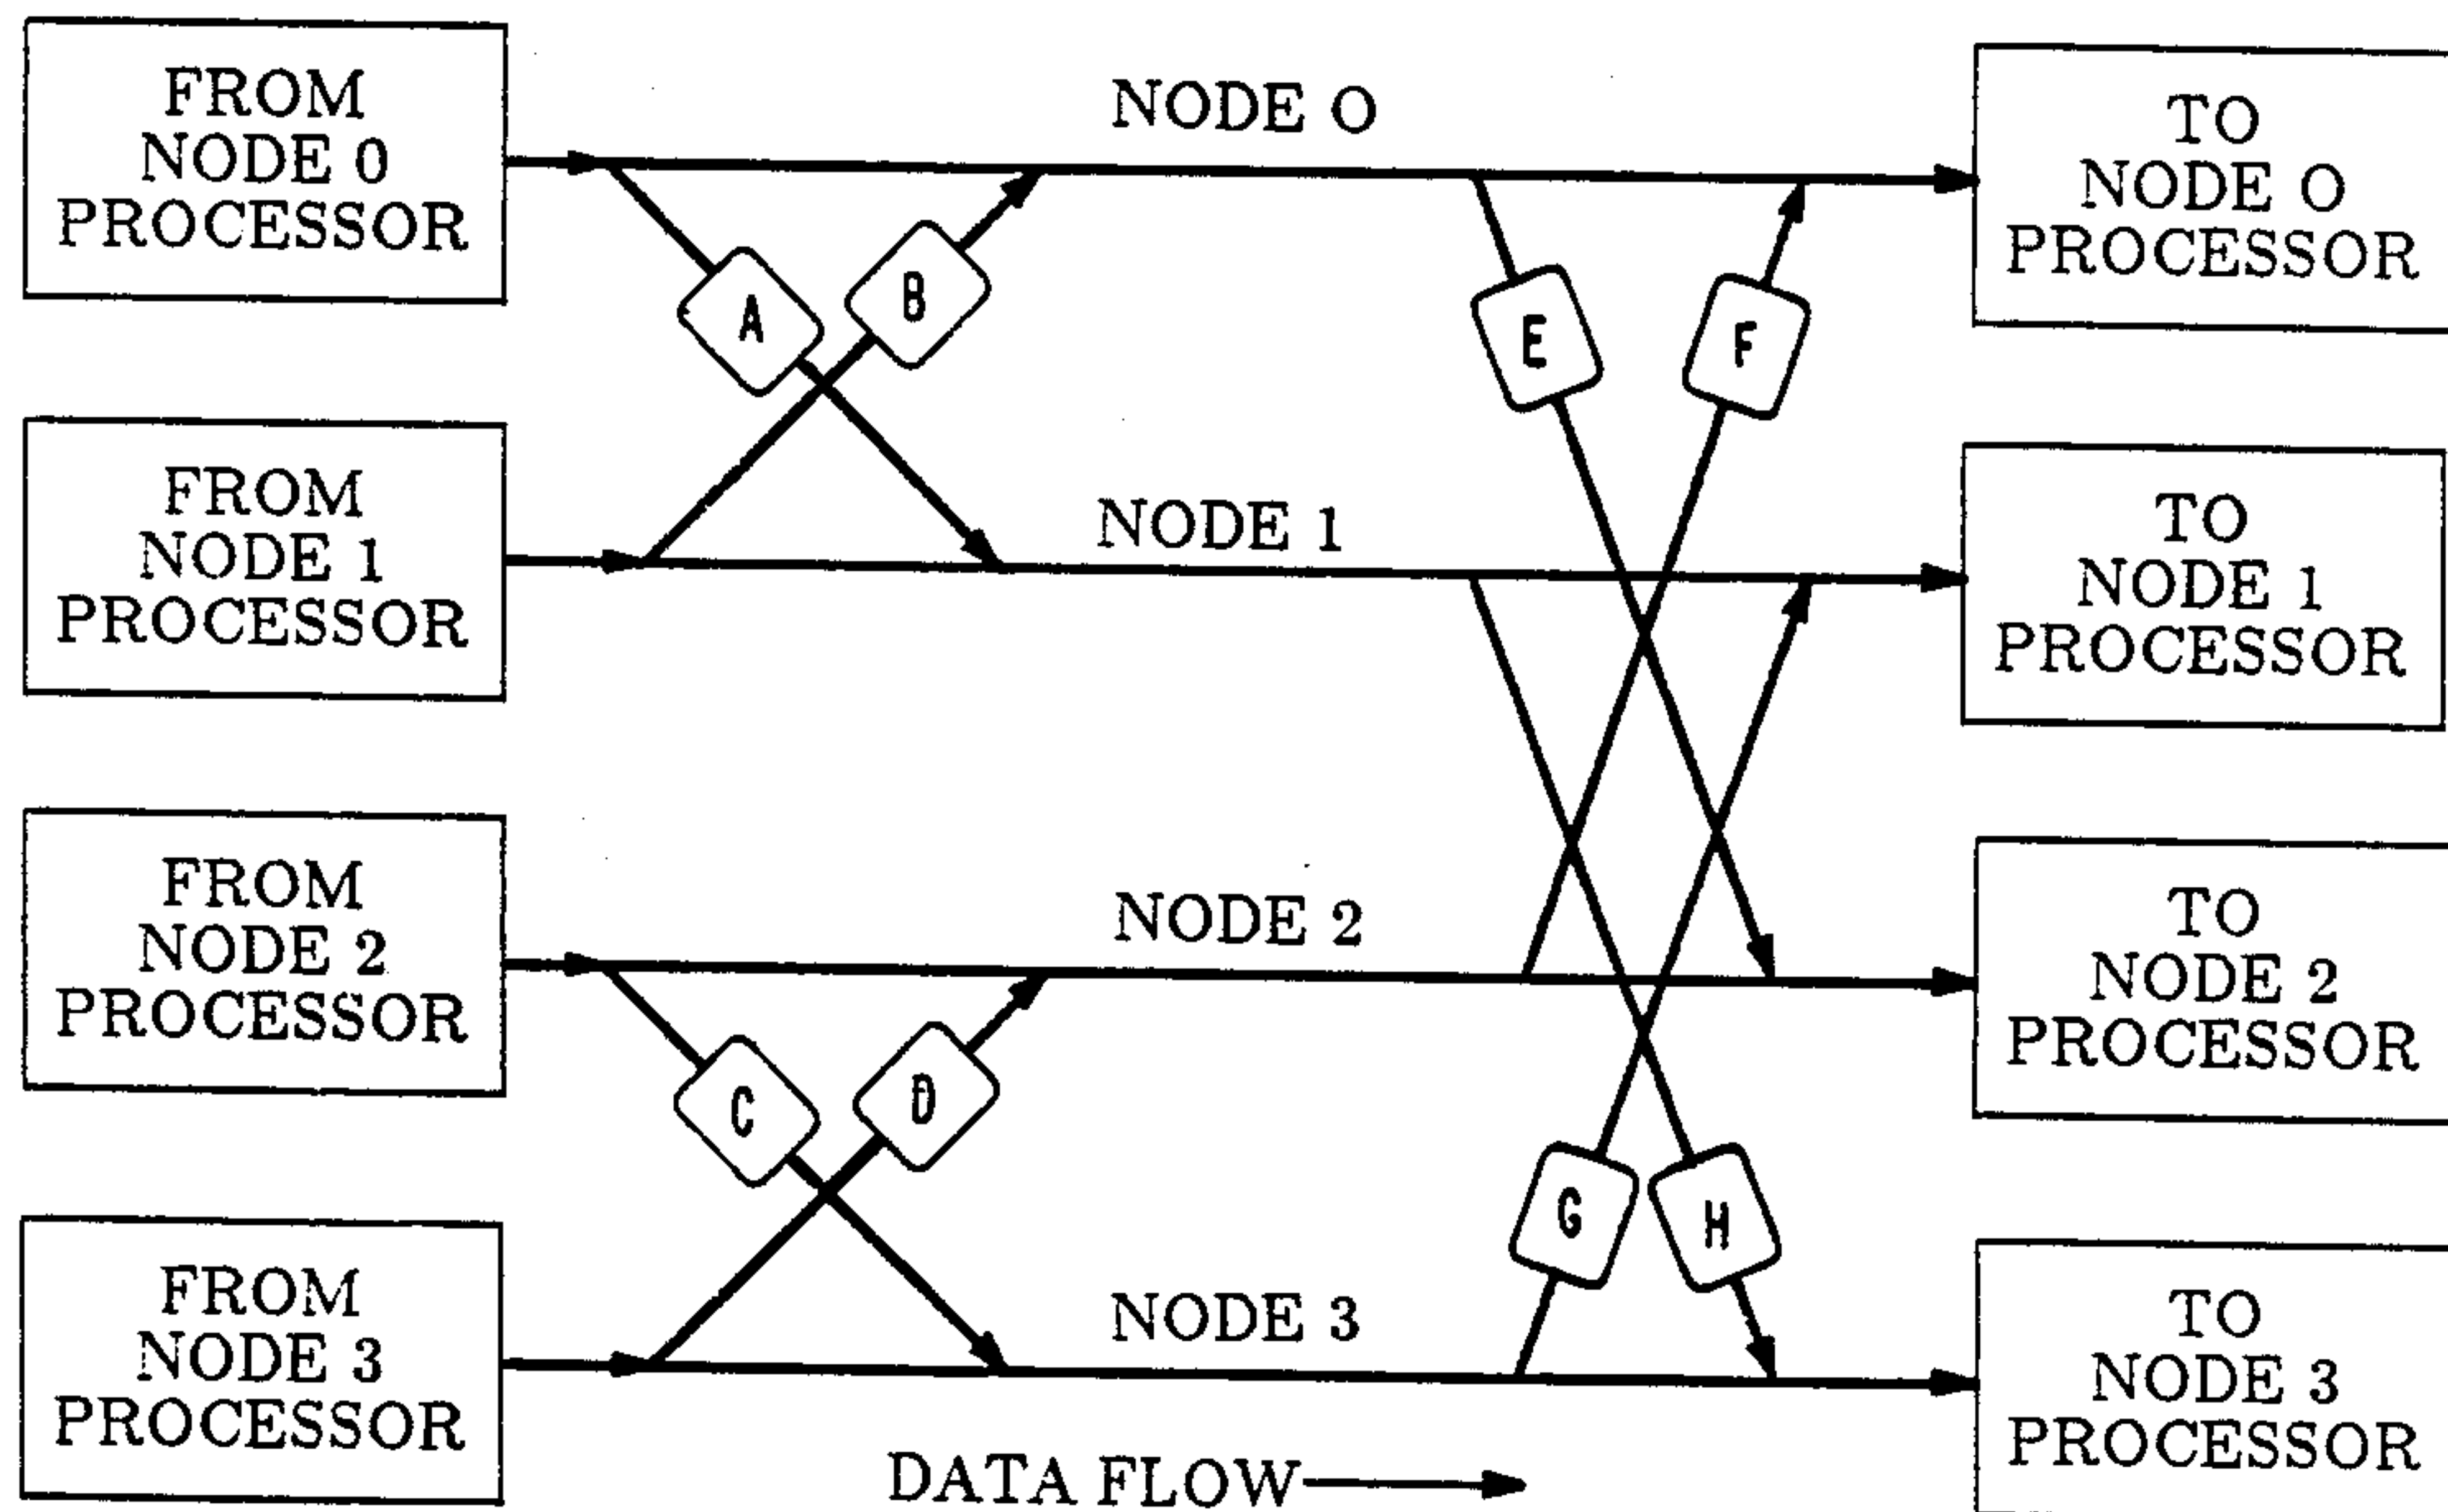 FROM
NODE 0
PROCESSOR
NODE O
TO
NODE O
PROCESSOR
A
B
E
F
FROM
NODE 1
PROCESSOR
NODE 1
TO
NODE 1
PROCESSOR
FROM
NODE 2
PROCESSOR
NODE 2
TO
NODE 2
PROCESSOR
C
D
G
H
FROM
NODE 3
PROCESSOR
NODE 3
TO
NODE 3
PROCESSOR
DATA FLOW